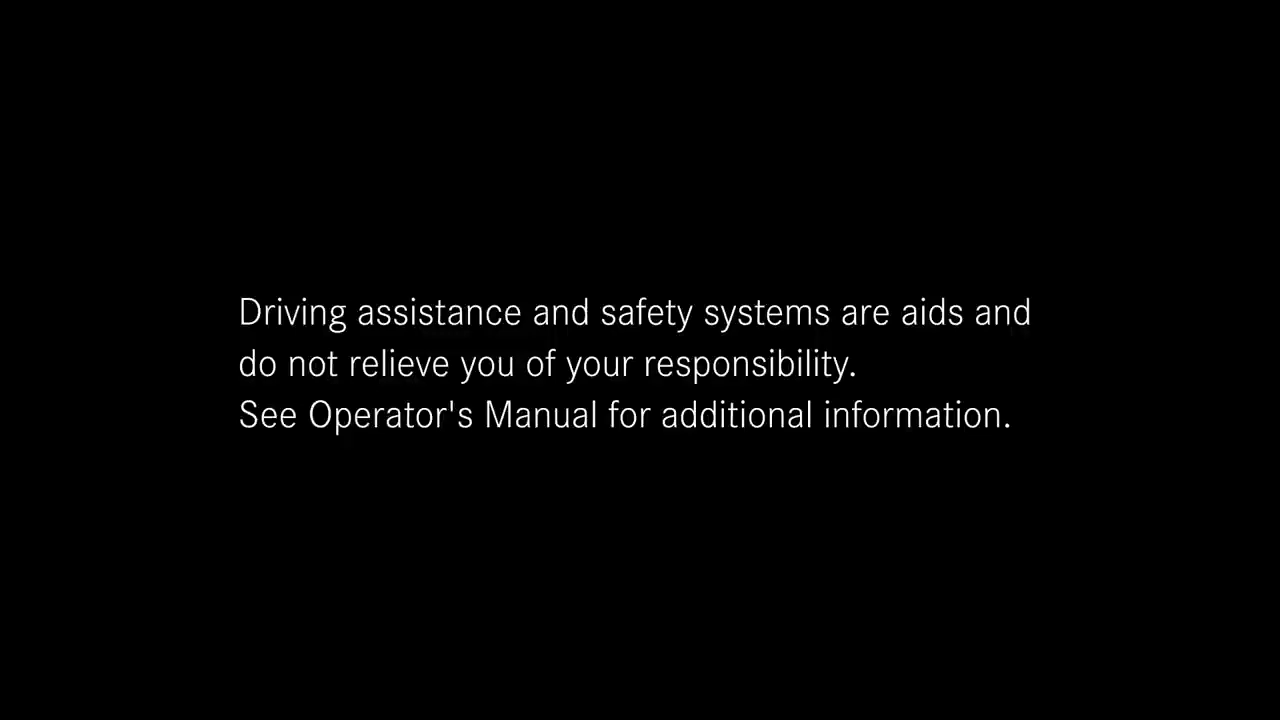 Driving assistance and safety systems are aids and
do not relieve you of your responsibility.
See Operator's Manual for additional information.